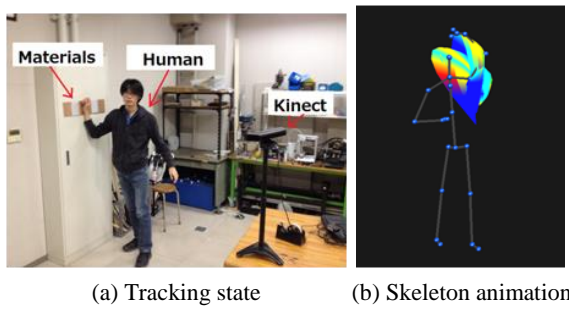 Materials
Human
Kinect
(a) Tracking state
(b) Skeleton animation